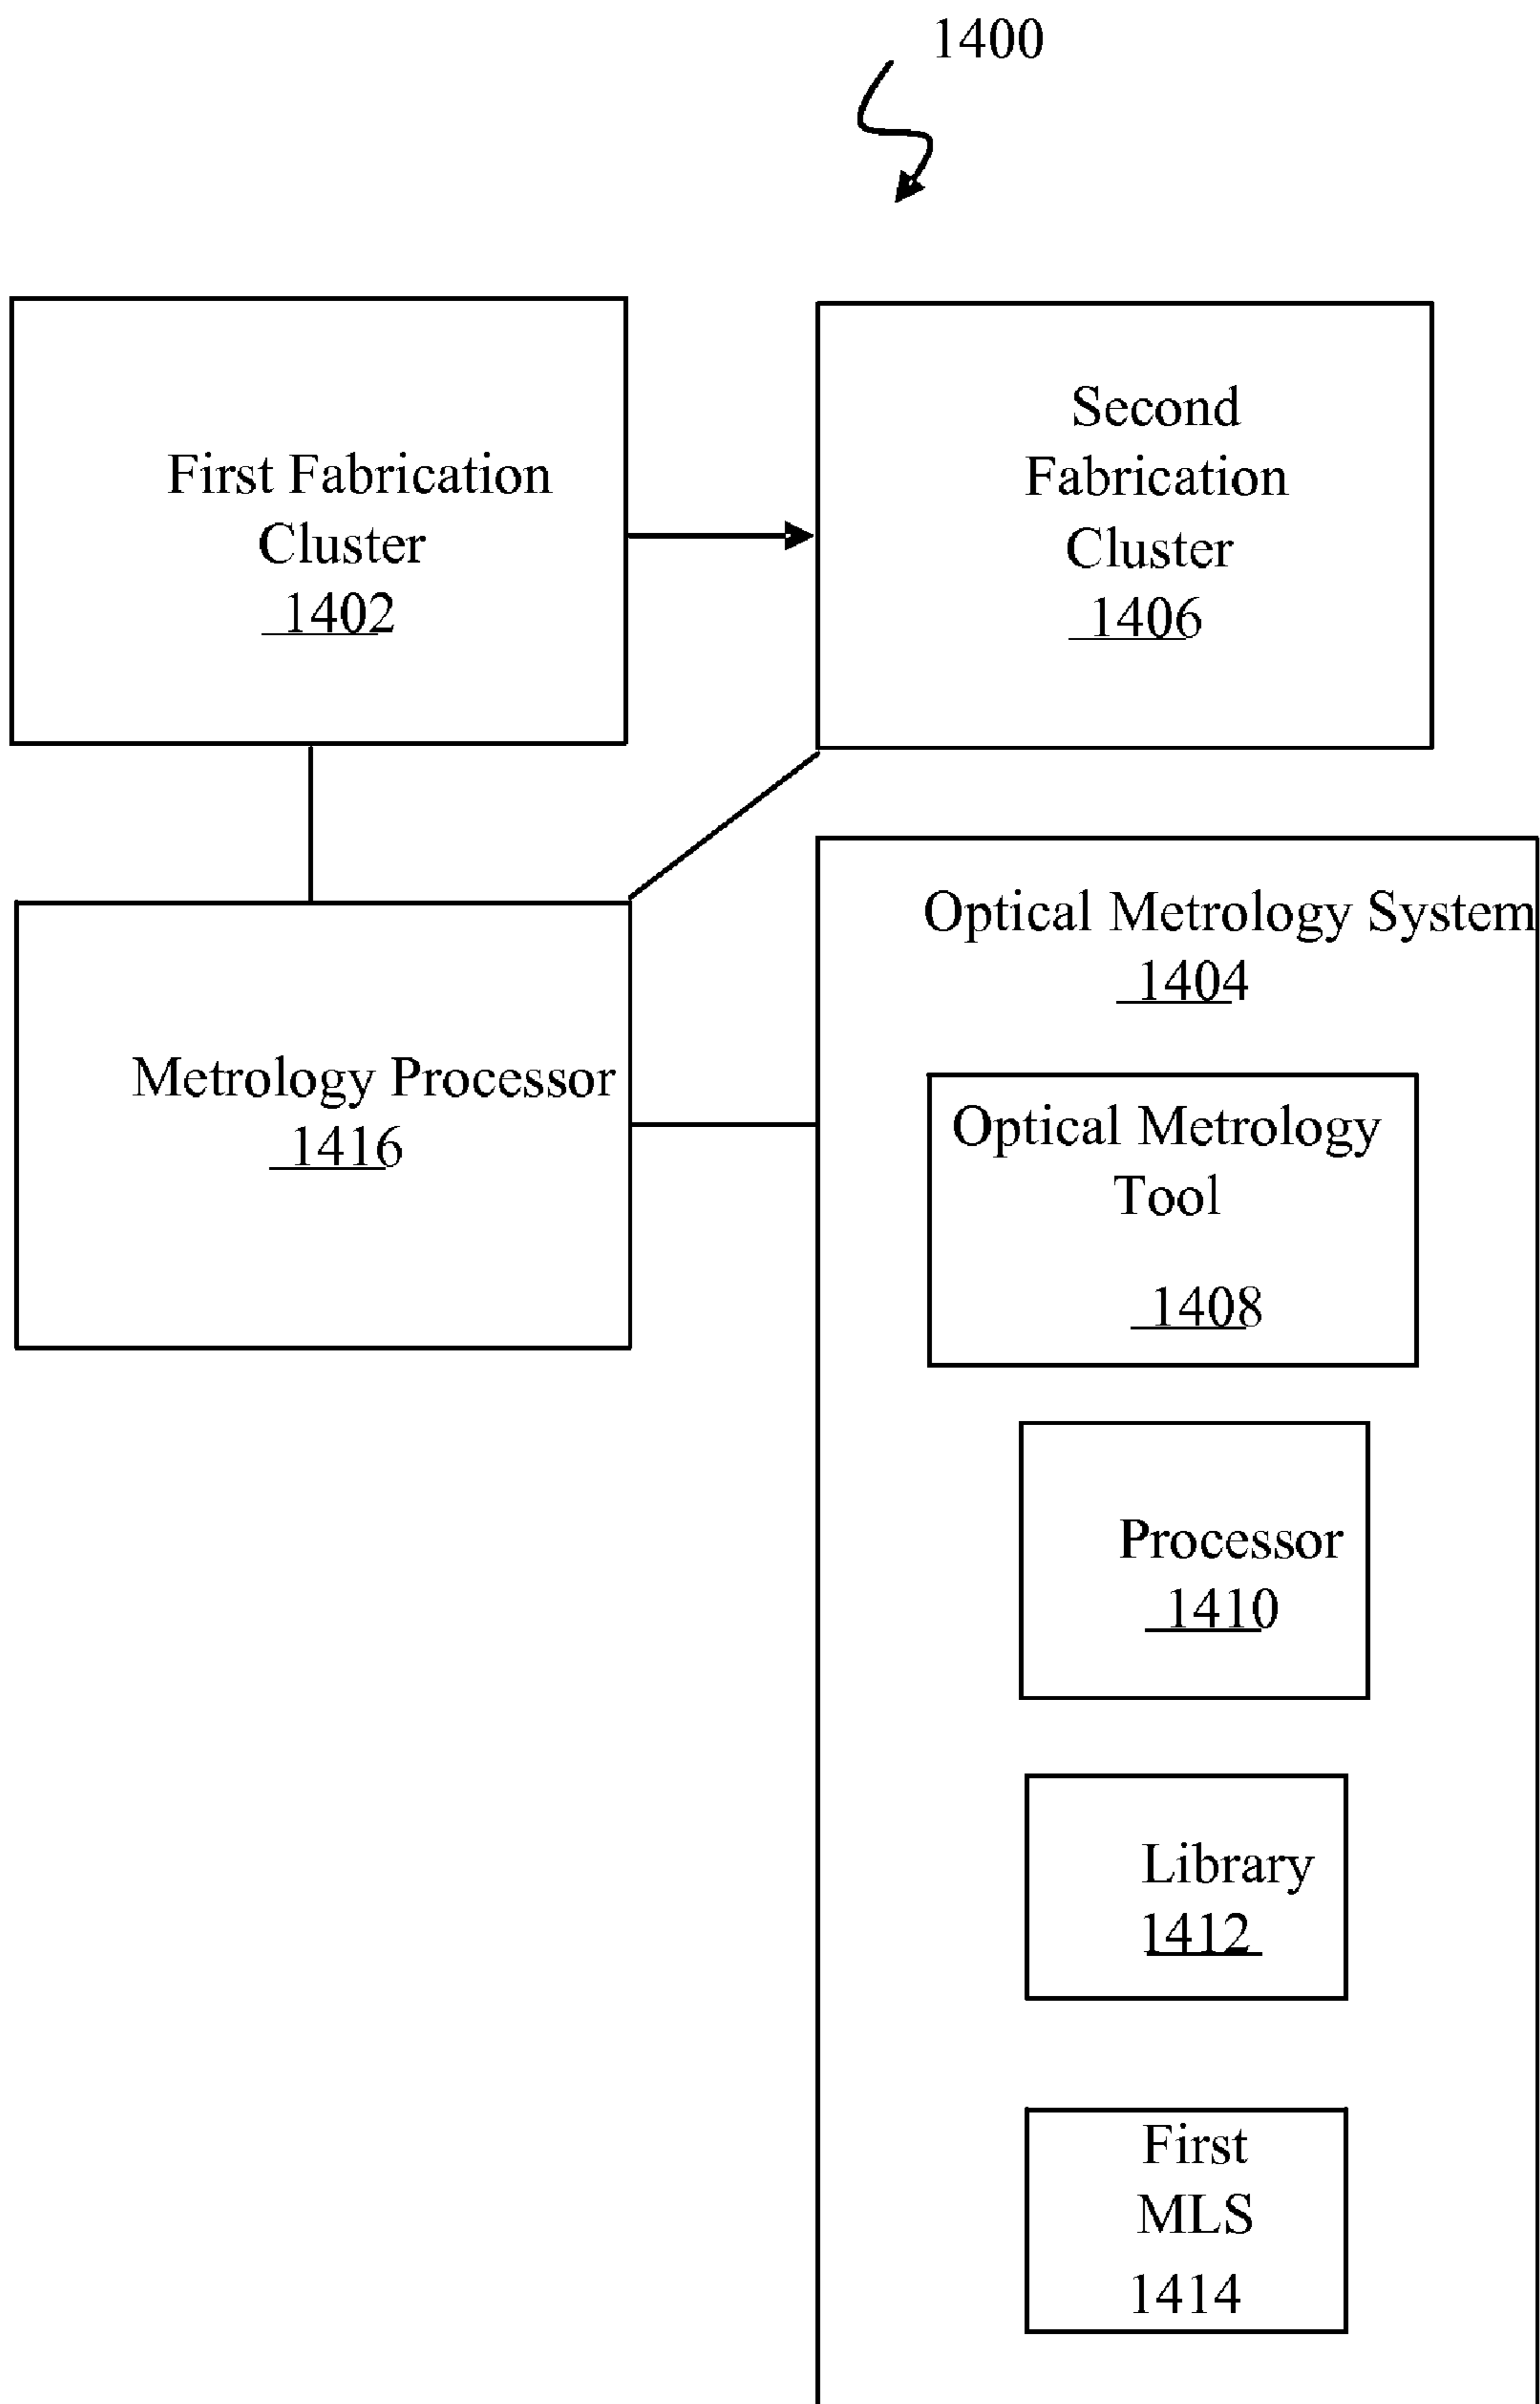 1400
First Fabrication
Cluster
1402
Second
Fabrication
Cluster
1406
Metrology Processor
1416
Optical Metrology System
1404
Optical Metrology
Tool
1408
Processor
1410
Library
1412
First
MLS
1414